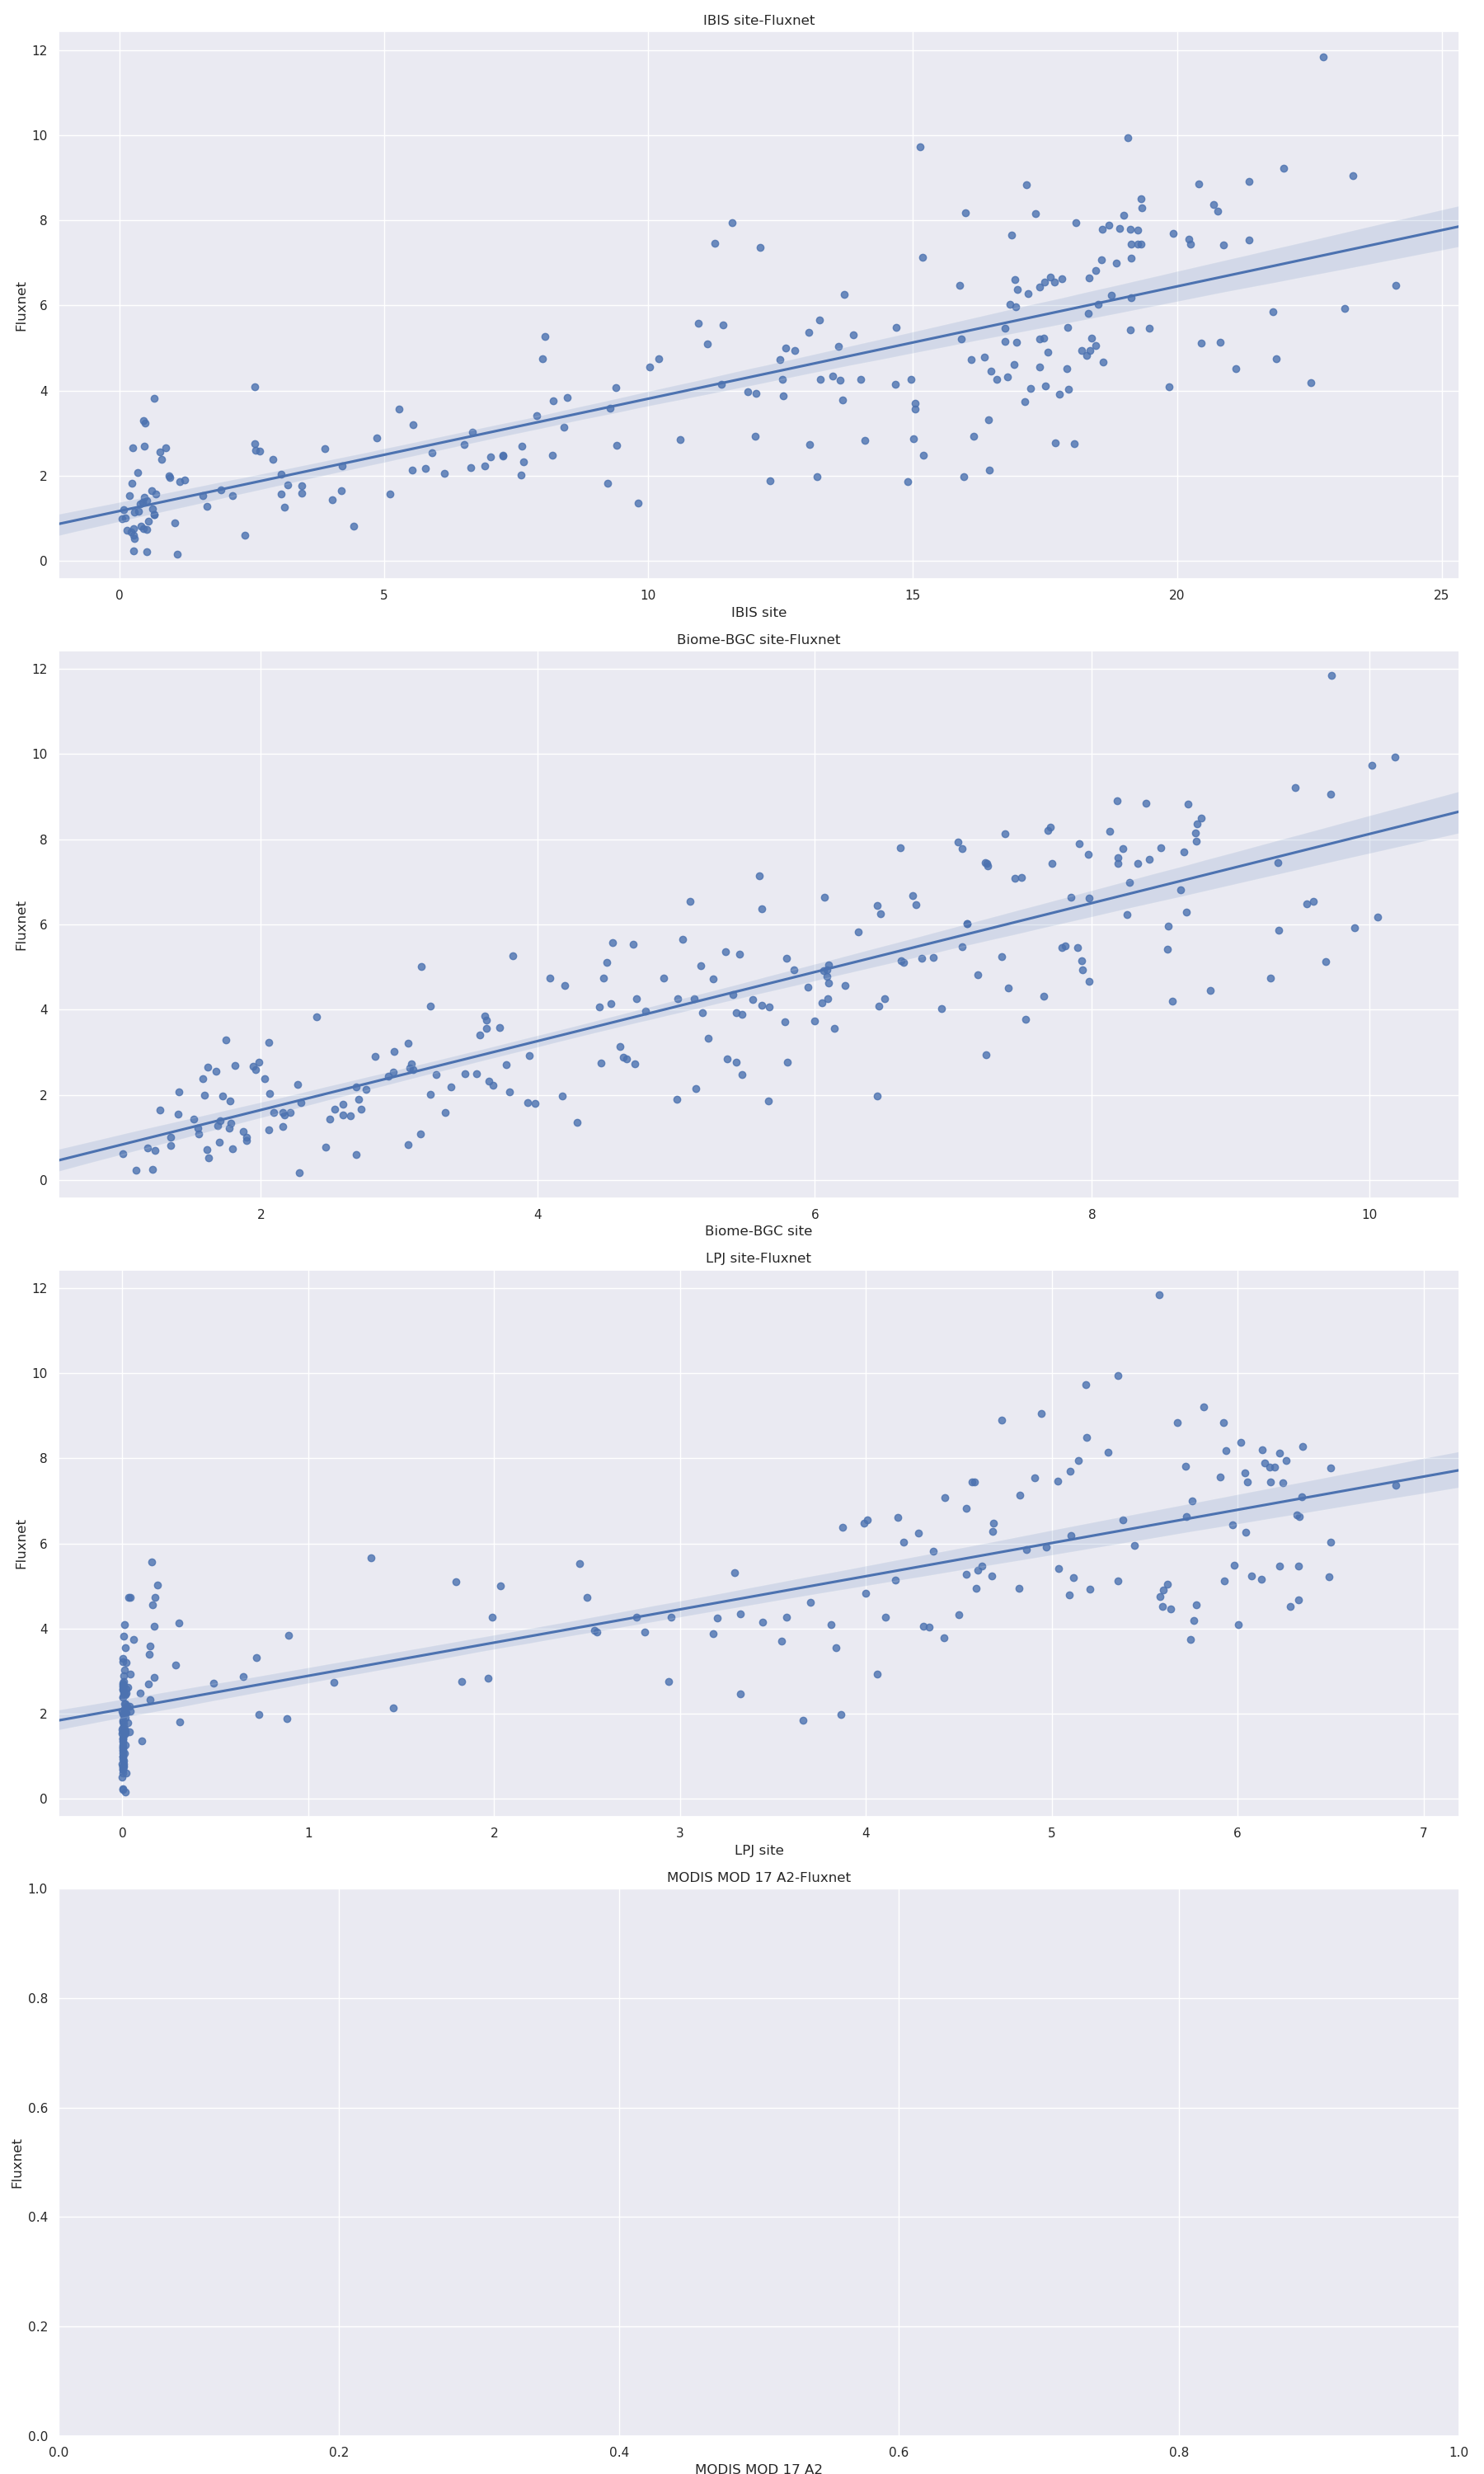 IBIS site-Fluxnet
12
10
8
6
4
2
0
Fluxnet
0 5 10 15 20 25
IBIS site
Biome-BGC site-Fluxnet
12
10
8
6
4
2
0
Fluxnet
2 4 6 8 10
Biome-BGC site
LPJ site-Fluxnet
12
10
8
6
4
2
0
Fluxnet
0 1 2 3 4 5 6 7
LPJ site
MODIS MOD 17 A2-Fluxnet
1.0
0.8
0.6
0.4
0.2
0.0
Fluxnet
0.0 0.2 0.4 0.6 0.8 1.0
MODIS MOD 17 A2